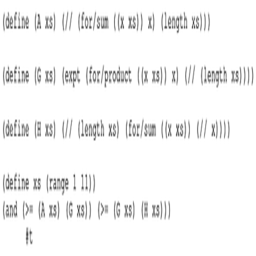 (define (A xs) (// (for/sum ((x xs)) x) (length xs)))
(define (G xs) (expt (for/product ((x xs)) x) (// (length xs))))
(define (H xs) (// (length xs) (for/sum ((x xs)) (// x))))
(define xs (range 1 11))
(and (>= (A xs) (G xs)) (>= (G xs) (H xs)))
#t